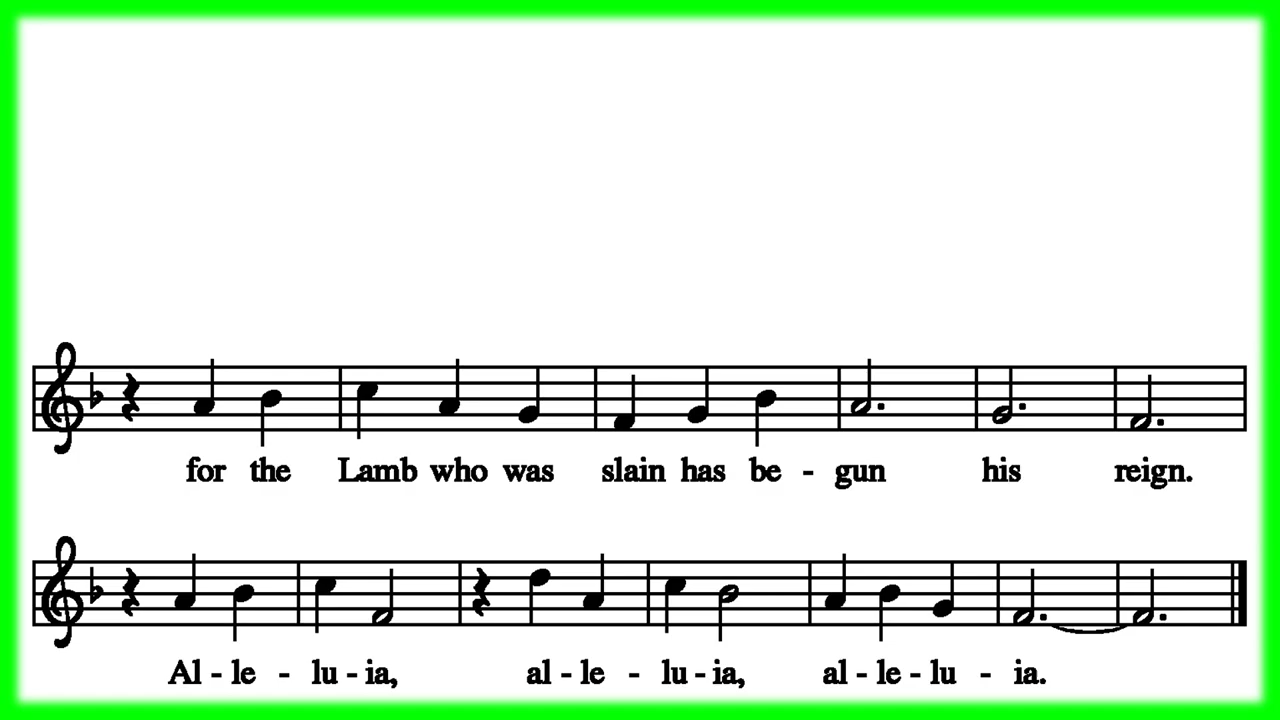 for the Lamb who was slain has be - gun his reign.
Al - le - lu - ia, al - le - lu - ia, al - le - lu - ia.